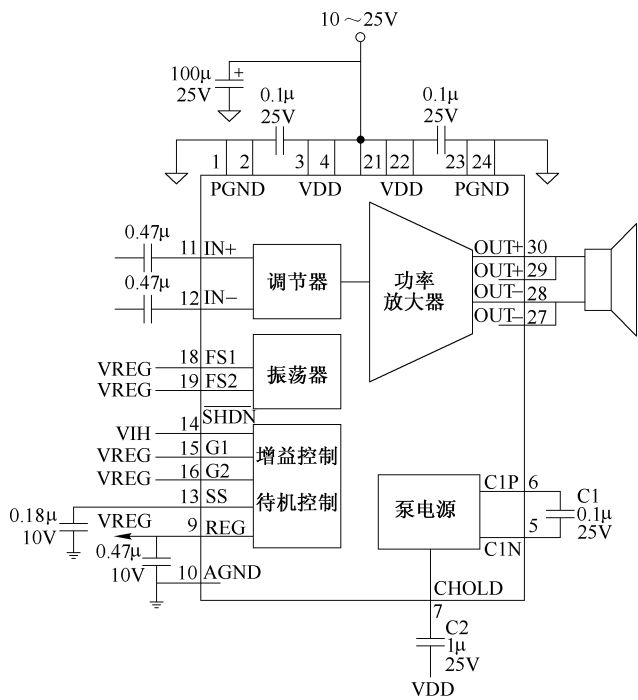 10～25V
100μ
25V
+
0.1μ
25V
0.1μ
25V
1 2 3 4 21 22 23 24
PGND VDD VDD PGND
0.47μ
11 IN+
0.47μ
12 IN−
调节器
功率
放大器
OUT+ 30
OUT+ 29
OUT− 28
OUT− 27
VREG 18 FS1
VREG 19 FS2
振荡器
SHDN
VIH 14
VREG 15 G1
VREG 16 G2
13 SS
增益控制
待机控制
0.18μ
10V
VREG 9 REG
0.47μ
10V
10 AGND
泵电源
C1P 6
C1N 5
C1
0.1μ
25V
CHOLD
7
C2
1μ
25V
VDD